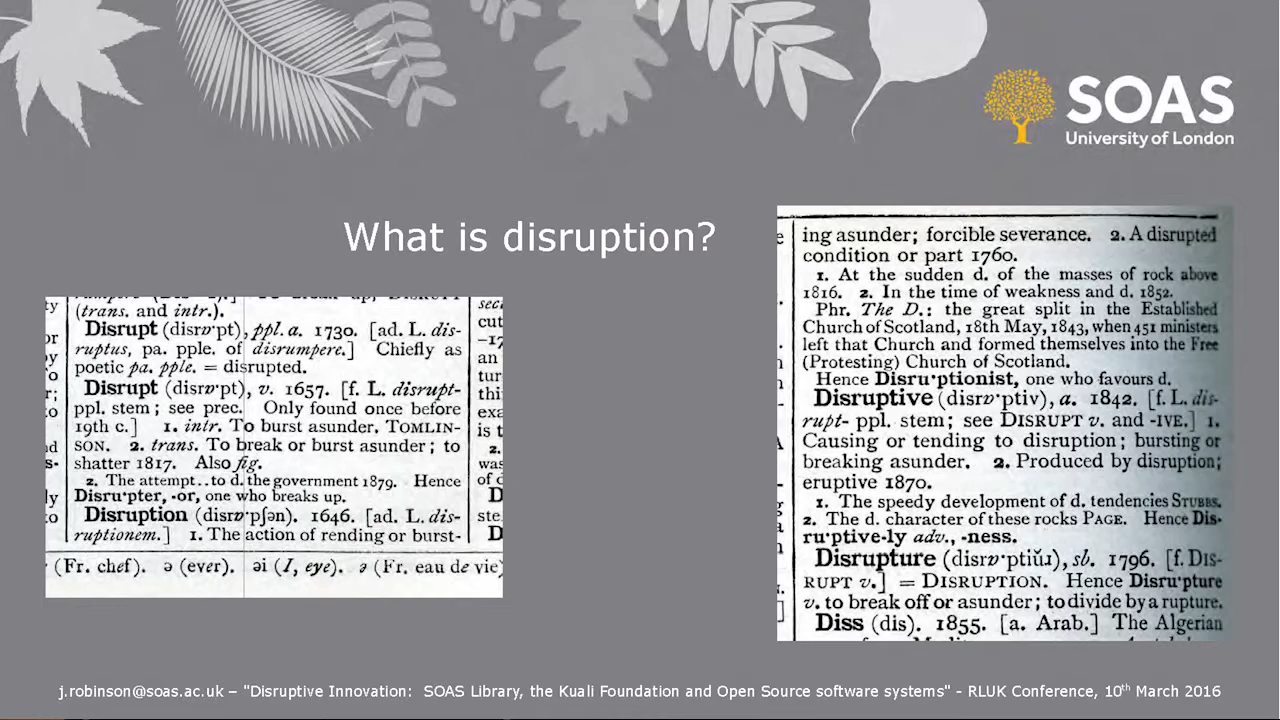 SOAS
University of London
What is disruption?
(trans. and intr.).
Disrupt (disrʋ·pt), ppl. a. 1730. [ad. L. dis-
ruptus, pa. pple. of disrumpere.] Chiefly as
poetic pa. pple. = disrupted.
Disrupt (disrʋ·pt), v. 1657. [f. L. disrupt-
ppl. stem; see prec. Only found once before
19th c.] 1. intr. To burst asunder. TOMLIN-
SON. 2. trans. To break or burst asunder; to
shatter 1817. Also fig.
2. The attempt..to d. the government 1879. Hence
Disru·pter, -or, one who breaks up.
Disruption (disrʋ·pʃən). 1646. [ad. L. dis-
ruptionem.] 1. The action of rending or burst-
(Fr. chef). ə (ever). əi (I, eye). ə (Fr. eau de vie)
ing asunder; forcible severance. 2. A disrupted
condition or part 1760.
1. At the sudden d. of the masses of rock above
1816. 2. In the time of weakness and d. 1852.
Phr. The D.: the great split in the Established
Church of Scotland, 18th May, 1843, when 451 ministers
left that Church and formed themselves into the Free
(Protesting) Church of Scotland.
Hence Disru·ptionist, one who favours d.
Disruptive (disrʋ·ptiv), a. 1842. [f. L. dis-
rupt- ppl. stem; see DISRUPT v. and -IVE.] 1.
Causing or tending to disruption; bursting or
breaking asunder. 2. Produced by disruption;
eruptive 1870.
1. The speedy development of d. tendencies STUBBS.
2. The d. character of these rocks PAGE. Hence Dis-
ru·ptive-ly adv., -ness.
Disrupture (disrʋ·ptiŭɹ), sb. 1796. [f. DIS-
RUPT v.] = DISRUPTION. Hence Disru·pture
v. to break off or asunder; to divide by a rupture.
Diss (dis). 1855. [a. Arab.] The Algerian
j.robinson@soas.ac.uk – "Disruptive Innovation: SOAS Library, the Kuali Foundation and Open Source software systems" - RLUK Conference, 10th March 2016